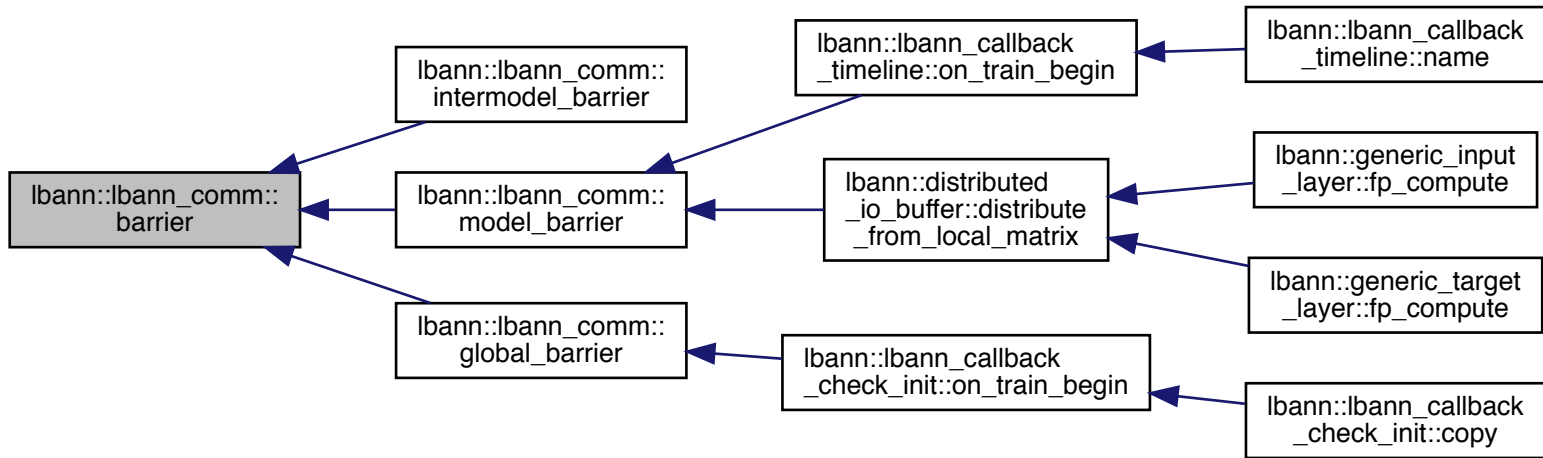 lbann::lbann_comm::
barrier
lbann::lbann_comm::
intermodel_barrier
lbann::lbann_comm::
model_barrier
lbann::lbann_comm::
global_barrier
lbann::lbann_callback
_timeline::on_train_begin
lbann::distributed
_io_buffer::distribute
_from_local_matrix
lbann::lbann_callback
_check_init::on_train_begin
lbann::lbann_callback
_timeline::name
lbann::generic_input
_layer::fp_compute
lbann::generic_target
_layer::fp_compute
lbann::lbann_callback
_check_init::copy